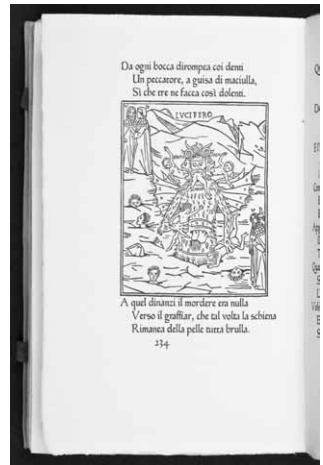 Da ogni bocca dirompea coi denti
Un peccatore, a guisa di maciulla,
Sì che tre ne facea così dolenti.
LVCIFERO
A quel dinanzi il mordere era nulla
Verso il graffiar, che tal volta la schiena
Rimanea della pelle tutta brulla.
234